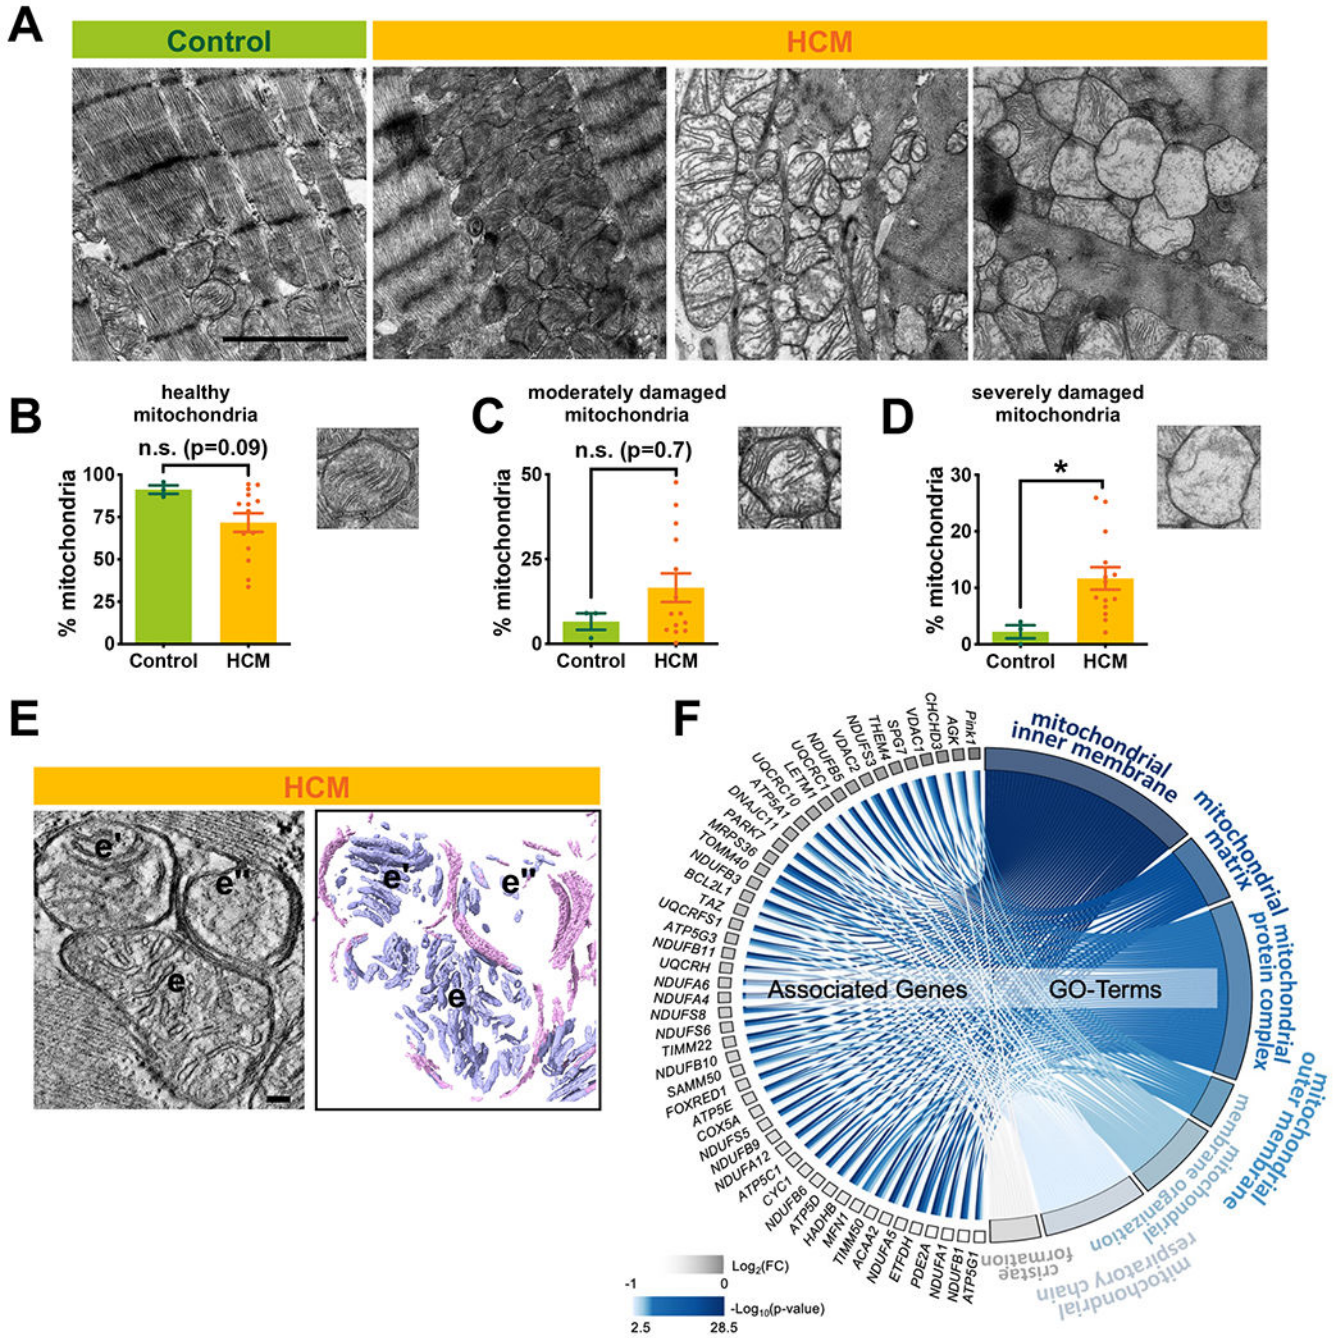 A
Control
HCM
B
healthy
mitochondria
n.s. (p=0.09)
% mitochondria
100
75
50
25
0
Control
HCM
C
moderately damaged
mitochondria
n.s. (p=0.7)
% mitochondria
50
25
0
Control
HCM
D
severely damaged
mitochondria
*
% mitochondria
30
20
10
0
Control
HCM
E
HCM
e'
e''
e
e'
e''
e
F
Pink1
AGK
CHCHD3
VDAC1
SPG7
THEM4
NDUFS3
VDAC2
NDUFB5
UQCRC1
LETM1
UQCRC10
ATP5A1
DNAJC11
PARK7
MRPS36
TOMM40
NDUFB3
BCL2L1
TAZ
UQCRFS1
ATP5G3
NDUFB11
UQCRH
NDUFA6
NDUFA4
NDUFS8
NDUFS6
TIMM22
NDUFB10
SAMM50
FOXRED1
ATP5E
COX5A
NDUFS5
NDUFB9
NDUFA12
ATP5C1
CYC1
NDUFB6
ATP5D
HADHB
MFN1
TIMM50
ACAA2
NDUFA5
ETFDH
PDE2A
NDUFA1
NDUFB1
ATP5G1
mitochondrial
inner membrane
mitochondrial
matrix
mitochondrial
protein complex
mitochondrial
outer membrane
mitochondrial
membrane organization
mitochondrial
respiratory chain
cristae
formation
Associated Genes
GO-Terms
Log2(FC)
-1
0
-Log10(p-value)
2.5
28.5